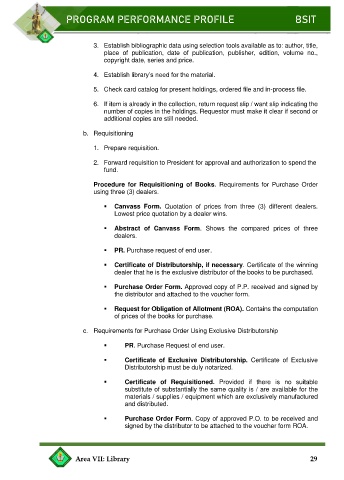 PROGRAM PERFORMANCE PROFILE BSIT
3. Establish bibliographic data using selection tools available as to: author, title,
place of publication, date of publication, publisher, edition, volume no.,
copyright date, series and price.
4. Establish library's need for the material.
5. Check card catalog for present holdings, ordered file and in-process file.
6. If item is already in the collection, return request slip / want slip indicating the
number of copies in the holdings. Requestor must make it clear if second or
additional copies are still needed.
b. Requisitioning
1. Prepare requisition.
2. Forward requisition to President for approval and authorization to spend the
fund.
Procedure for Requisitioning of Books. Requirements for Purchase Order
using three (3) dealers.
▪ Canvass Form. Quotation of prices from three (3) different dealers.
Lowest price quotation by a dealer wins.
▪ Abstract of Canvass Form. Shows the compared prices of three
dealers.
▪ PR. Purchase request of end user.
▪ Certificate of Distributorship, if necessary. Certificate of the winning
dealer that he is the exclusive distributor of the books to be purchased.
▪ Purchase Order Form. Approved copy of P.P. received and signed by
the distributor and attached to the voucher form.
▪ Request for Obligation of Allotment (ROA). Contains the computation
of prices of the books for purchase.
c. Requirements for Purchase Order Using Exclusive Distributorship
▪ PR. Purchase Request of end user.
▪ Certificate of Exclusive Distributorship. Certificate of Exclusive
Distributorship must be duly notarized.
▪ Certificate of Requisitioned. Provided if there is no suitable
substitute of substantially the same quality is / are available for the
materials / supplies / equipment which are exclusively manufactured
and distributed.
▪ Purchase Order Form. Copy of approved P.O. to be received and
signed by the distributor to be attached to the voucher form ROA.
Area VII: Library 29